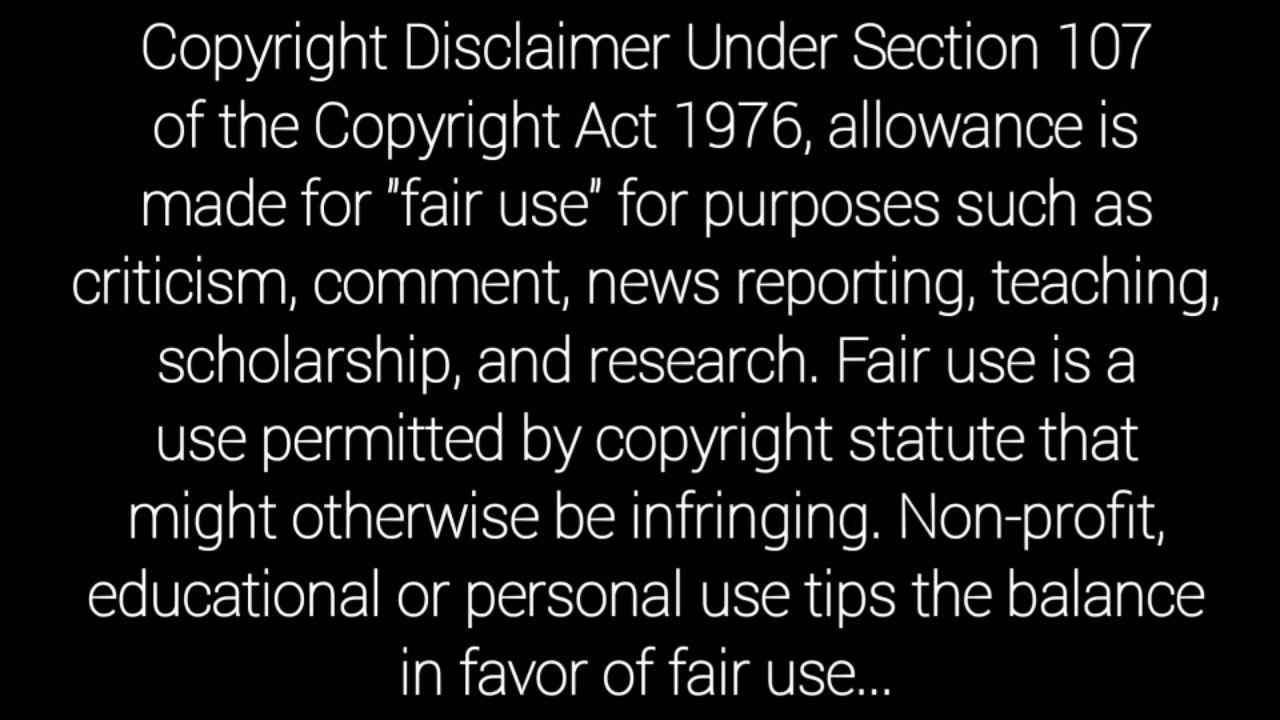 Copyright Disclaimer Under Section 107
of the Copyright Act 1976, allowance is
made for "fair use" for purposes such as
criticism, comment, news reporting, teaching,
scholarship, and research. Fair use is a
use permitted by copyright statute that
might otherwise be infringing. Non-profit,
educational or personal use tips the balance
in favor of fair use...